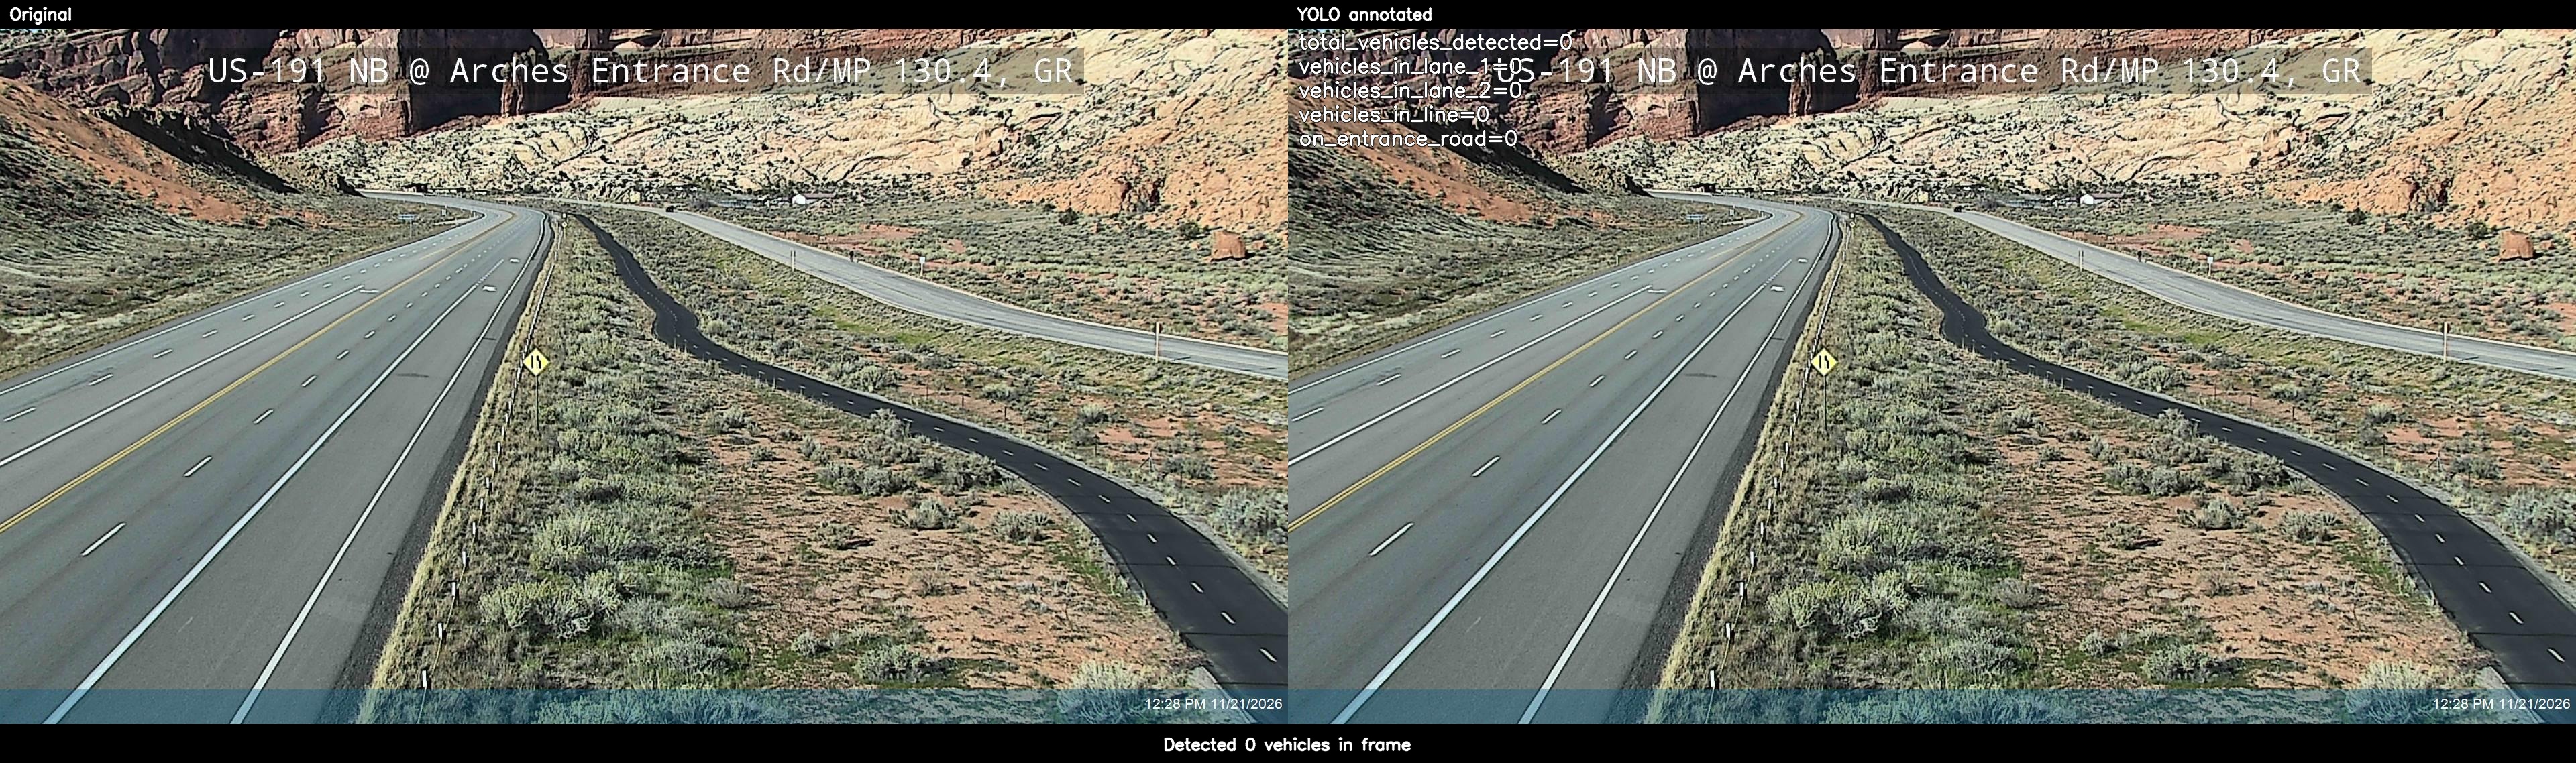 Original
YOLO annotated
US-191 NB @ Arches Entrance Rd/MP 130.4, GR
total_vehicles_detected=0
vehicles_in_lane_1=0
US-191 NB @ Arches Entrance Rd/MP 130.4, GR
vehicles_in_lane_2=0
vehicles_in_line=0
on_entrance_road=0
12:28 PM 11/21/2026
12:28 PM 11/21/2026
Detected 0 vehicles in frame